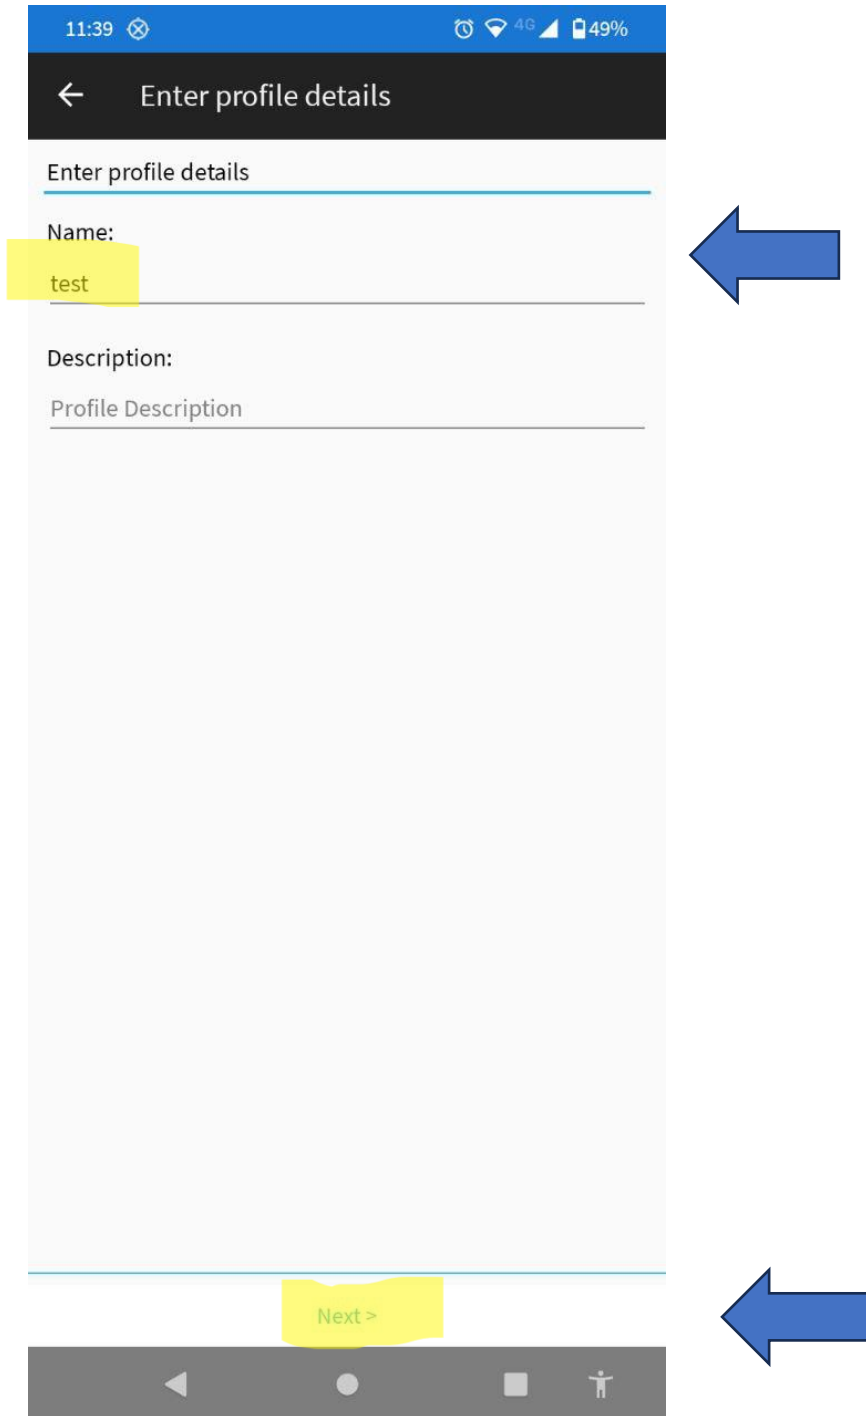 11:39 4G 49%
Enter profile details
Enter profile details
Name:
test
Description:
Profile Description
Next >